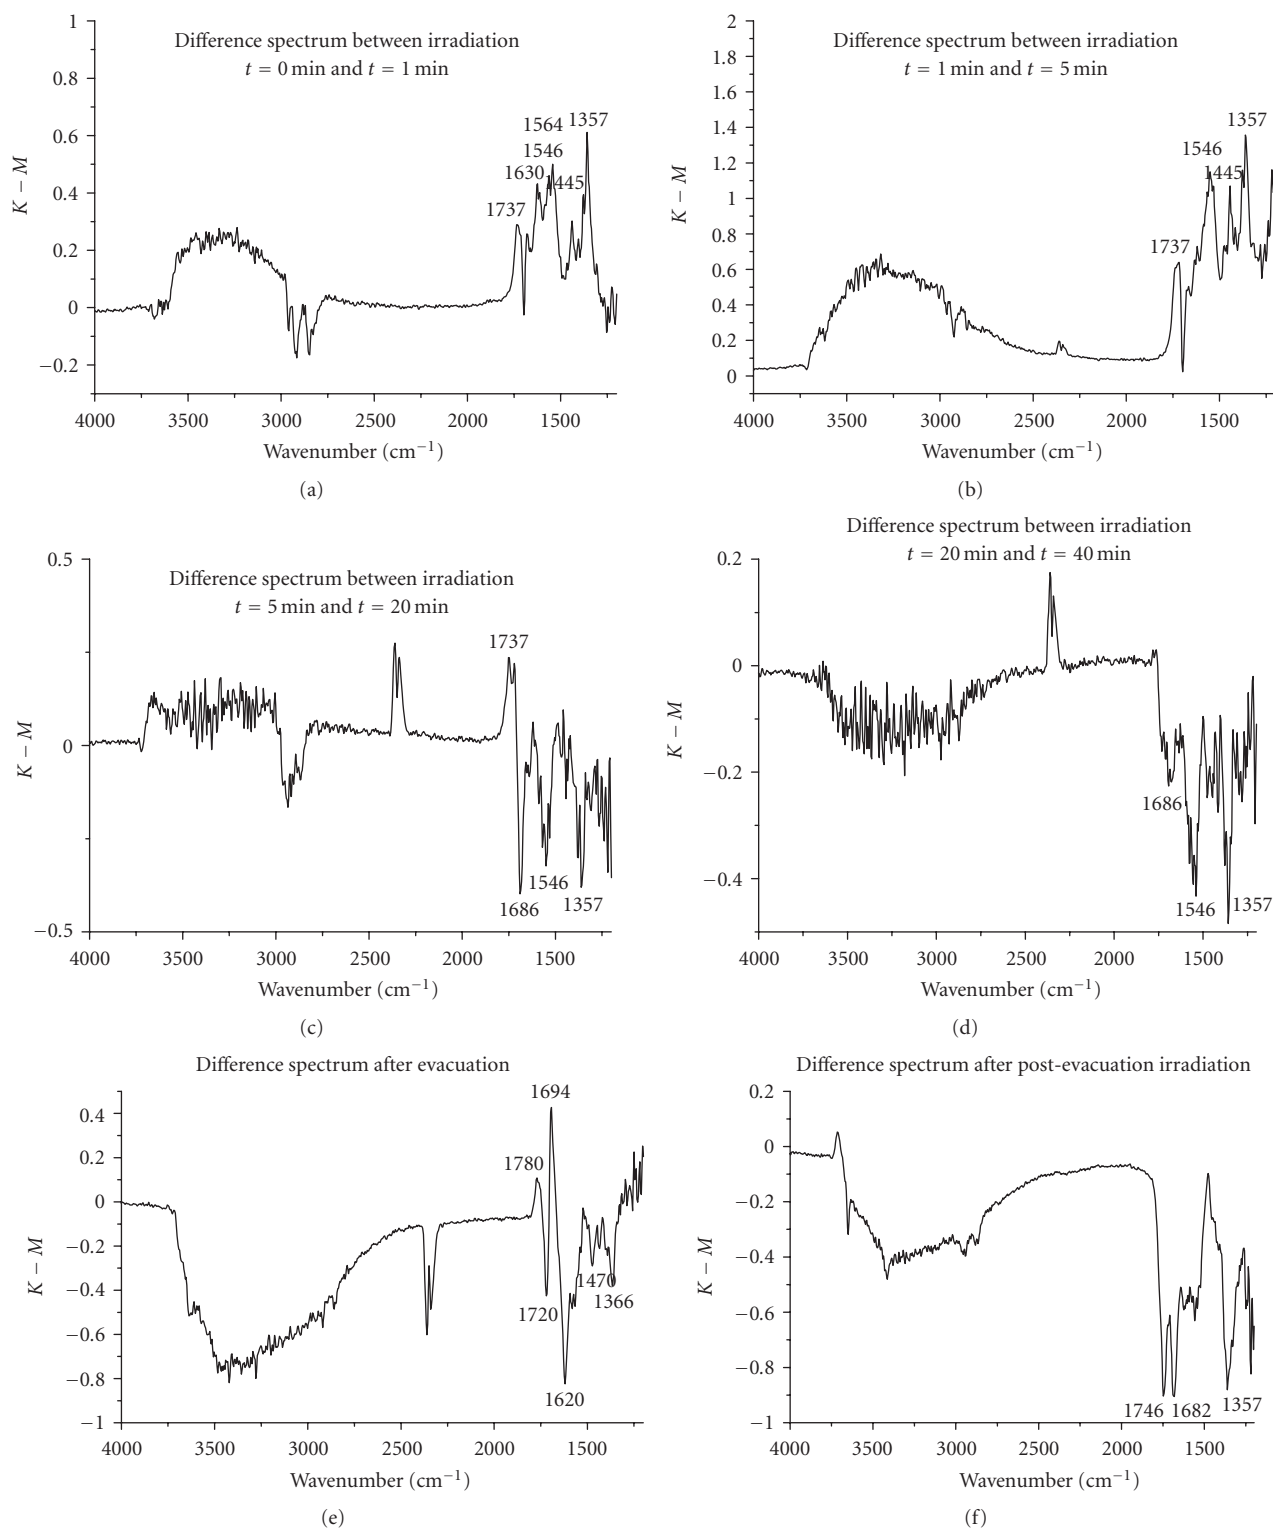 Difference spectrum between irradiation
t = 0 min and t = 1 min
K − M
1
0.8
0.6
0.4
0.2
0
−0.2
1564
1357
1546
1630
1445
1737
4000 3500 3000 2500 2000 1500
Wavenumber (cm−1)
(a)
Difference spectrum between irradiation
t = 1 min and t = 5 min
K − M
2
1.8
1.6
1.4
1.2
1
0.8
0.6
0.4
0.2
0
1357
1546
1445
1737
4000 3500 3000 2500 2000 1500
Wavenumber (cm−1)
(b)
Difference spectrum between irradiation
t = 5 min and t = 20 min
K − M
0.5
0
−0.5
1737
1546
1686
1357
4000 3500 3000 2500 2000 1500
Wavenumber (cm−1)
(c)
Difference spectrum between irradiation
t = 20 min and t = 40 min
K − M
0.2
0
−0.2
−0.4
1686
1546
1357
4000 3500 3000 2500 2000 1500
Wavenumber (cm−1)
(d)
Difference spectrum after evacuation
K − M
0.4
0.2
0
−0.2
−0.4
−0.6
−0.8
−1
1694
1780
1470
1366
1720
1620
4000 3500 3000 2500 2000 1500
Wavenumber (cm−1)
(e)
Difference spectrum after post-evacuation irradiation
K − M
0.2
0
−0.2
−0.4
−0.6
−0.8
−1
1746 1682 1357
4000 3500 3000 2500 2000 1500
Wavenumber (cm−1)
(f)